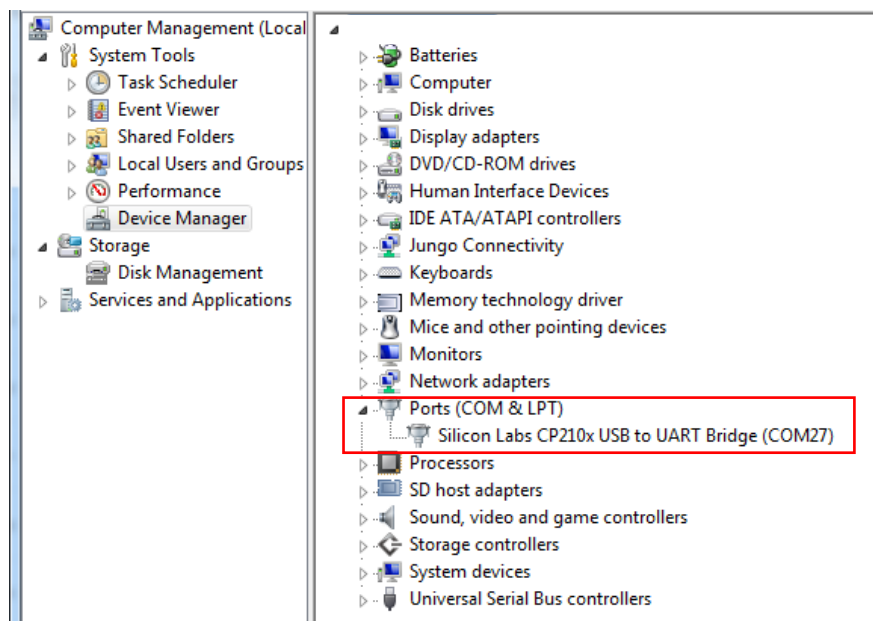 Computer Management (Local
System Tools
Task Scheduler
Event Viewer
Shared Folders
Local Users and Groups
Performance
Device Manager
Storage
Disk Management
Services and Applications
Batteries
Computer
Disk drives
Display adapters
DVD/CD-ROM drives
Human Interface Devices
IDE ATA/ATAPI controllers
Jungo Connectivity
Keyboards
Memory technology driver
Mice and other pointing devices
Monitors
Network adapters
Ports (COM & LPT)
Silicon Labs CP210x USB to UART Bridge (COM27)
Processors
SD host adapters
Sound, video and game controllers
Storage controllers
System devices
Universal Serial Bus controllers